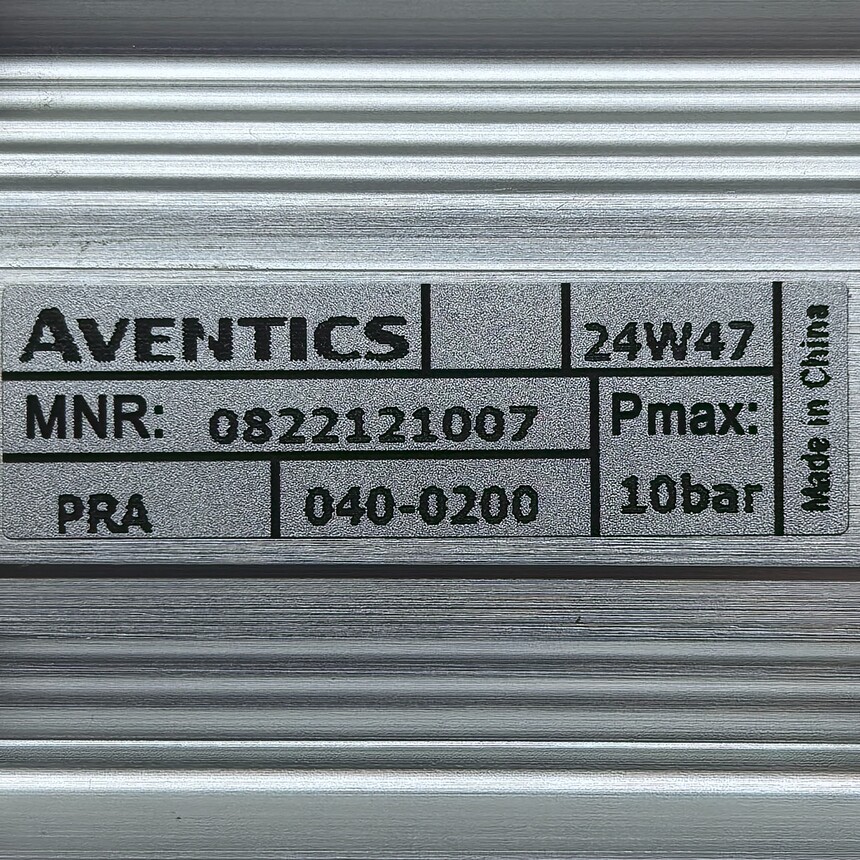 AVENTICS 24W47
MNR: 0822121007 Pmax:
PRA 040-0200 10bar
Made in China